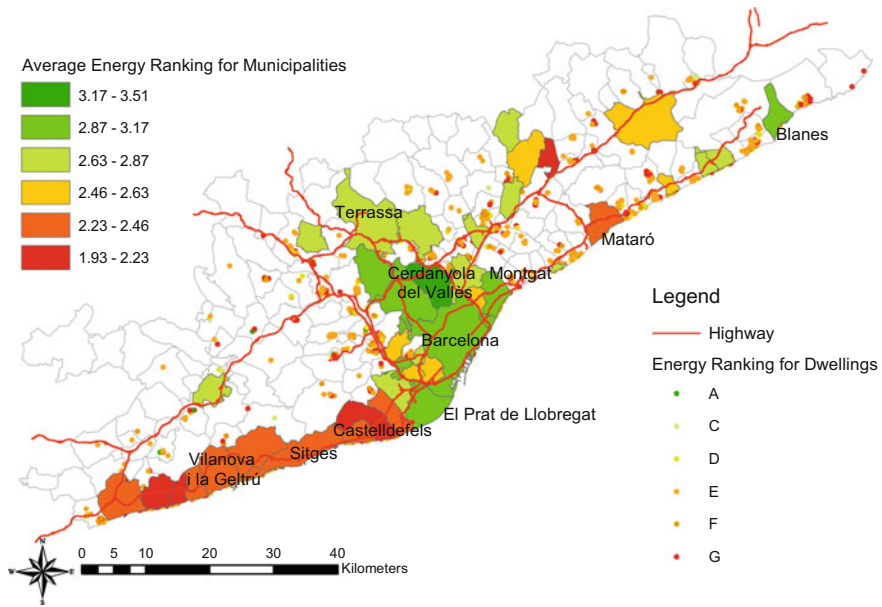 Average Energy Ranking for Municipalities
3.17 - 3.51
2.87 - 3.17
2.63 - 2.87
2.46 - 2.63
2.23 - 2.46
1.93 - 2.23
Blanes
Terrassa
Mataró
Cerdanyola
del Vallès
Montgat
Barcelona
El Prat de Llobregat
Castelldefels
Sitges
Vilanova
i la Geltrú
Legend
Highway
Energy Ranking for Dwellings
A
C
D
E
F
G
N
W
E
S
0 5 10 20 30 40
Kilometers